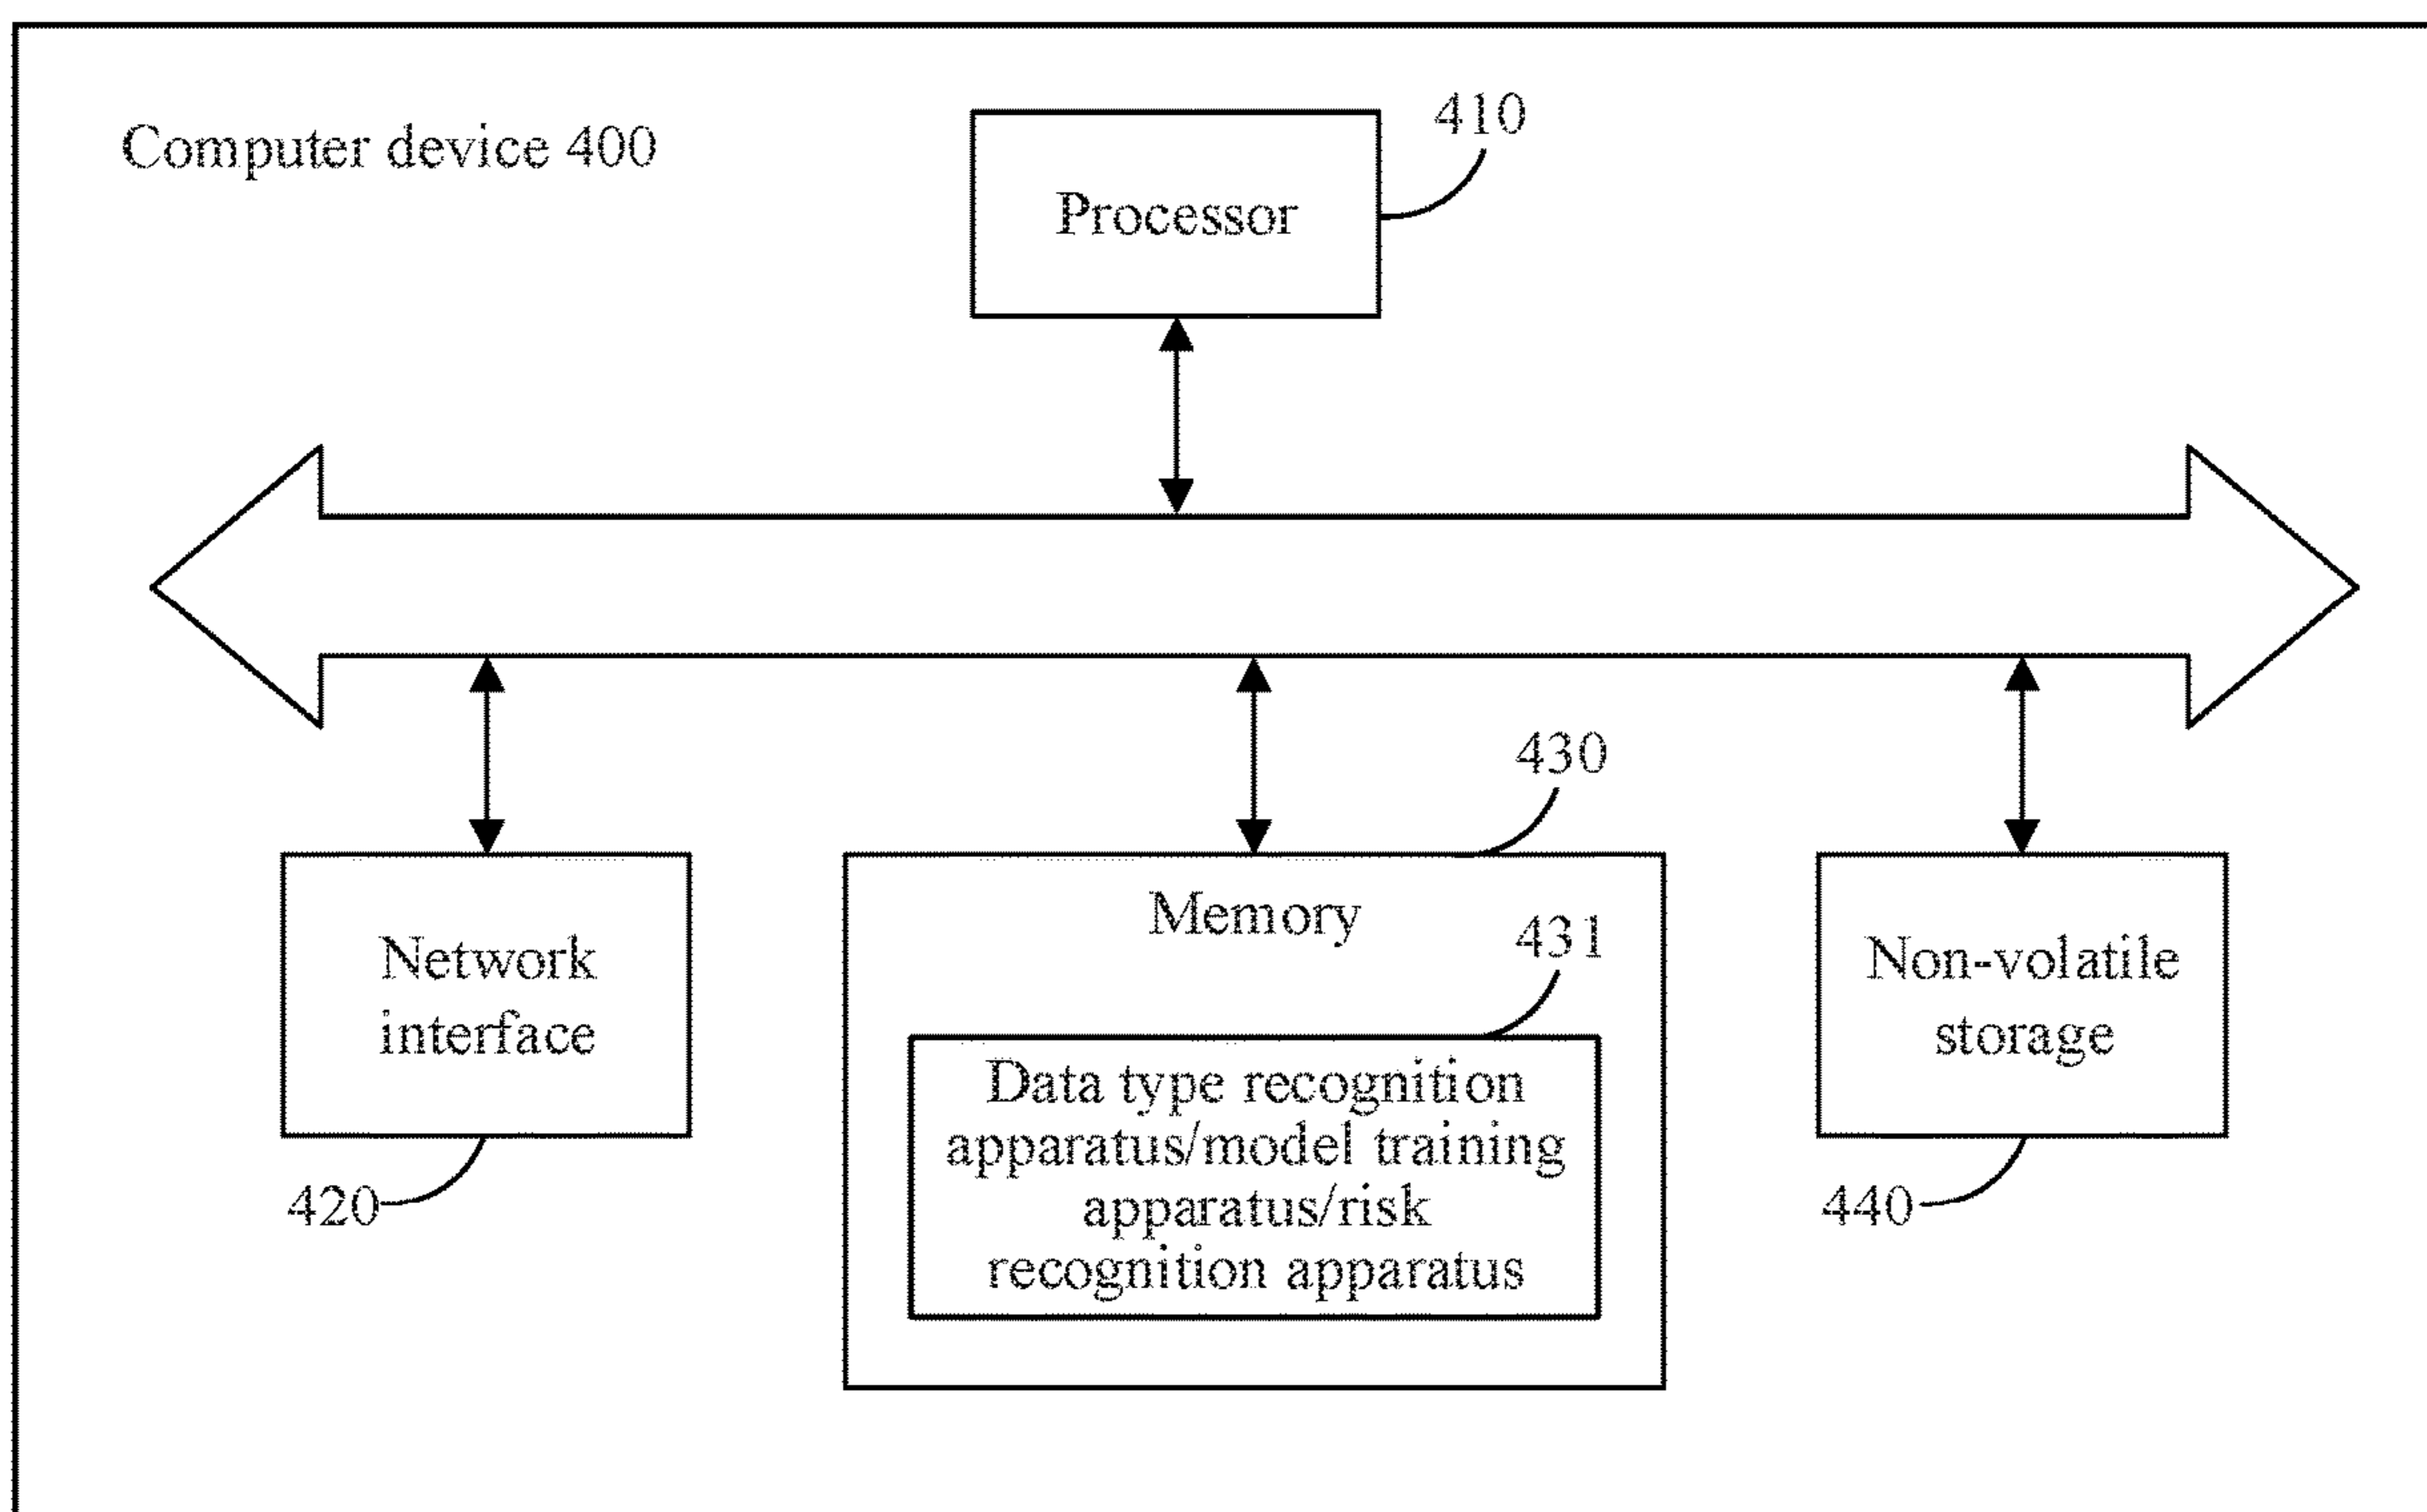 Computer device 400
410
Processor
430
Network
interface
420
Memory
431
Data type recognition
apparatus/model training
apparatus/risk
recognition apparatus
Non-volatile
storage
440